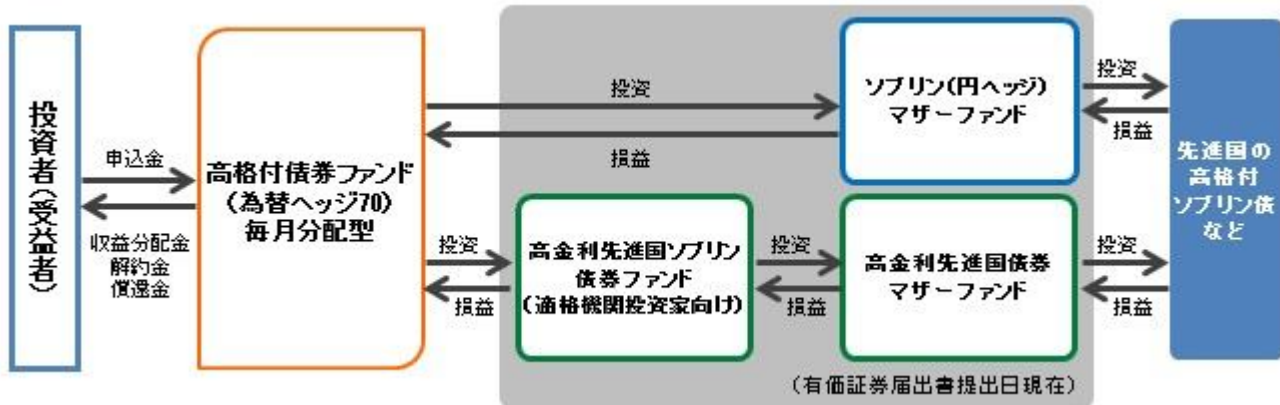 投資者(受益者)
申込金
収益分配金
解約金
償還金
高格付債券ファンド
(為替ヘッジ70)
毎月分配型
投資
損益
ソブリン(円ヘッジ)
マザーファンド
投資
損益
投資
損益
高金利先進国ソブリン
債券ファンド
(適格機関投資家向け)
投資
損益
高金利先進国債券
マザーファンド
投資
損益
先進国の
高格付
ソブリン債
など
(有価証券届出書提出日現在)